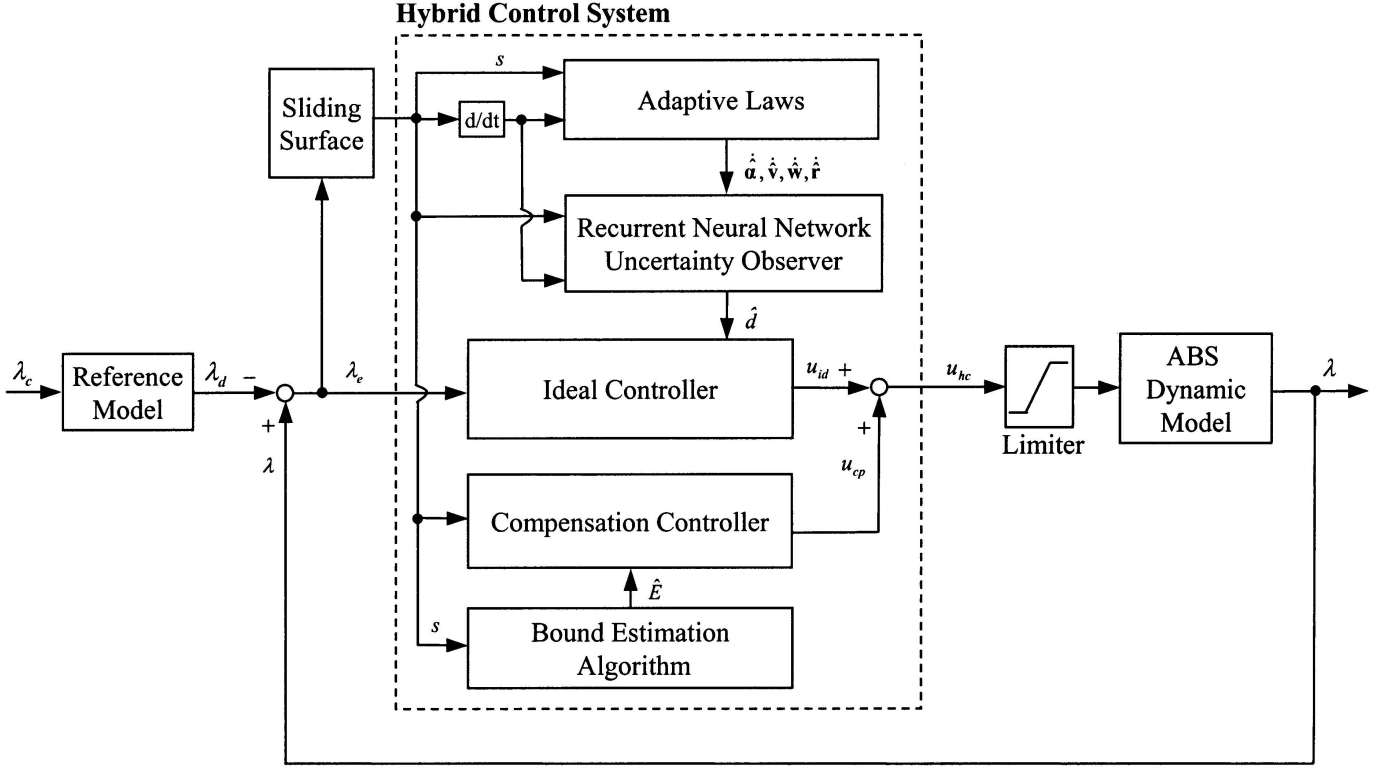 Hybrid Control System
s
Sliding
Surface
d/dt
Adaptive Laws
α̂̇, v̂̇, ŵ̇, r̂̇
Recurrent Neural Network
Uncertainty Observer
d̂
λc
Reference
Model
λd
−
+
λ
λe
Ideal Controller
uid +
+
ucp
uhc
Limiter
ABS
Dynamic
Model
λ
Compensation Controller
Ê
s
Bound Estimation
Algorithm